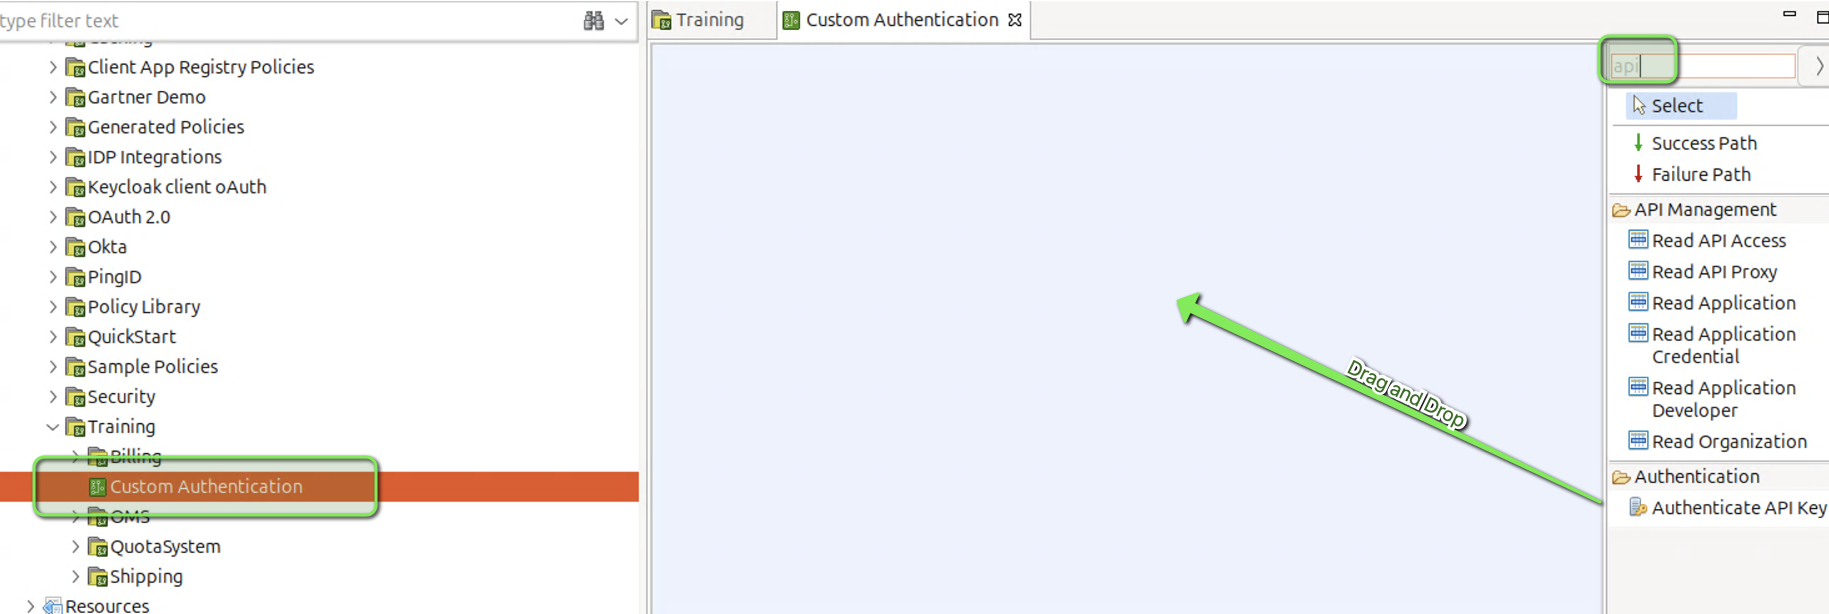 type filter text
Caching
Client App Registry Policies
Gartner Demo
Generated Policies
IDP Integrations
Keycloak client oAuth
OAuth 2.0
Okta
PingID
Policy Library
QuickStart
Sample Policies
Security
Training
Billing
Custom Authentication
OMS
QuotaSystem
Shipping
Resources
Training
Custom Authentication
Drag and Drop
api
Select
Success Path
Failure Path
API Management
Read API Access
Read API Proxy
Read Application
Read Application
Credential
Read Application
Developer
Read Organization
Authentication
Authenticate API Key